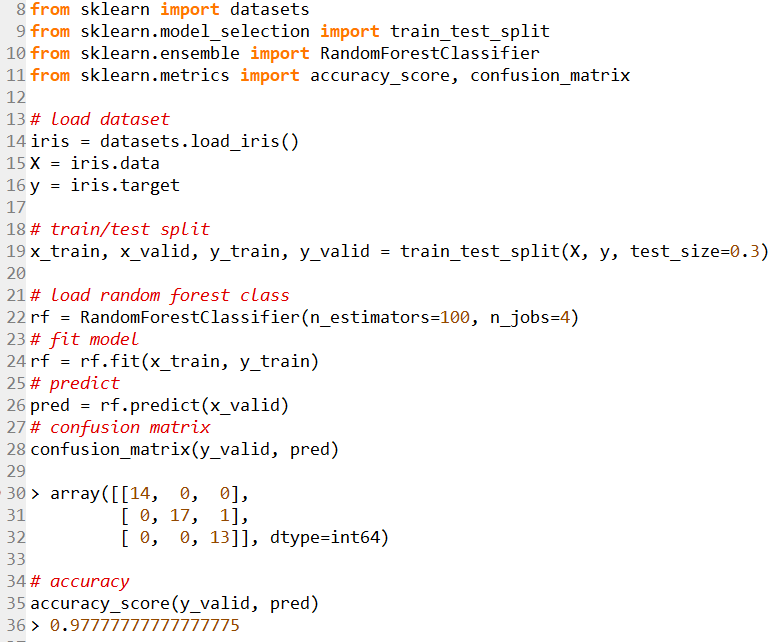 8 from sklearn import datasets
9 from sklearn.model_selection import train_test_split
10 from sklearn.ensemble import RandomForestClassifier
11 from sklearn.metrics import accuracy_score, confusion_matrix
12
13 # load dataset
14 iris = datasets.load_iris()
15 X = iris.data
16 y = iris.target
17
18 # train/test split
19 x_train, x_valid, y_train, y_valid = train_test_split(X, y, test_size=0.3)
20
21 # load random forest class
22 rf = RandomForestClassifier(n_estimators=100, n_jobs=4)
23 # fit model
24 rf = rf.fit(x_train, y_train)
25 # predict
26 pred = rf.predict(x_valid)
27 # confusion matrix
28 confusion_matrix(y_valid, pred)
29
30 > array([[14,  0,  0],
31          [ 0, 17,  1],
32          [ 0,  0, 13]], dtype=int64)
33
34 # accuracy
35 accuracy_score(y_valid, pred)
36 > 0.97777777777777775